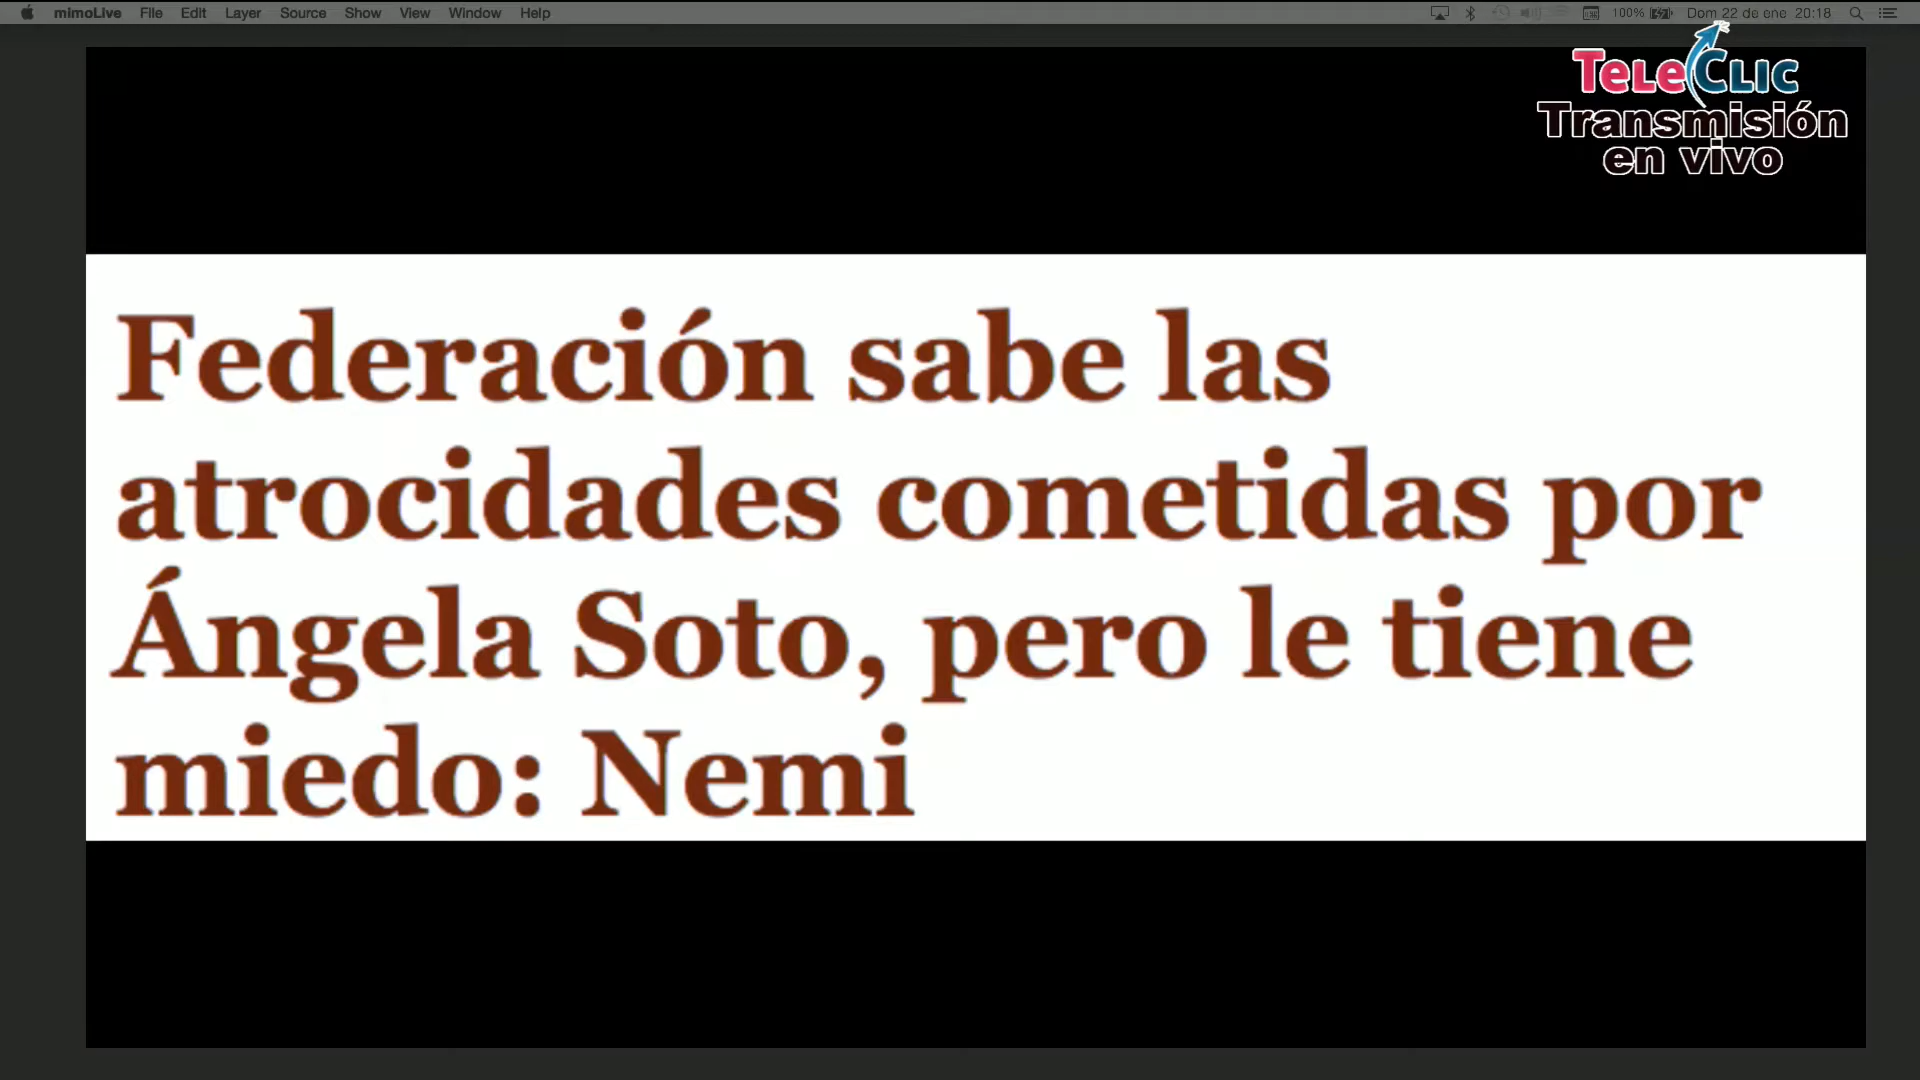 mimoLive File Edit Layer Source Show View Window Help 100% Dom 22 de ene 20:18
TeleClic
Transmisión
en vivo
Federación sabe las
atrocidades cometidas por
Ángela Soto, pero le tiene
miedo: Nemi